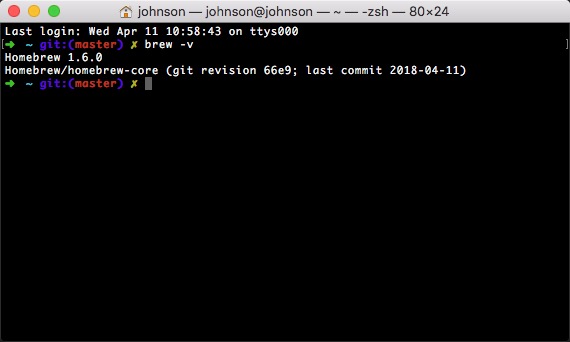 johnson — johnson@johnson — ~ — -zsh — 80×24
Last login: Wed Apr 11 10:58:43 on ttys000
[➜  ~ git:(master) ✗ brew -v ]
Homebrew 1.6.0
Homebrew/homebrew-core (git revision 66e9; last commit 2018-04-11)
➜  ~ git:(master) ✗